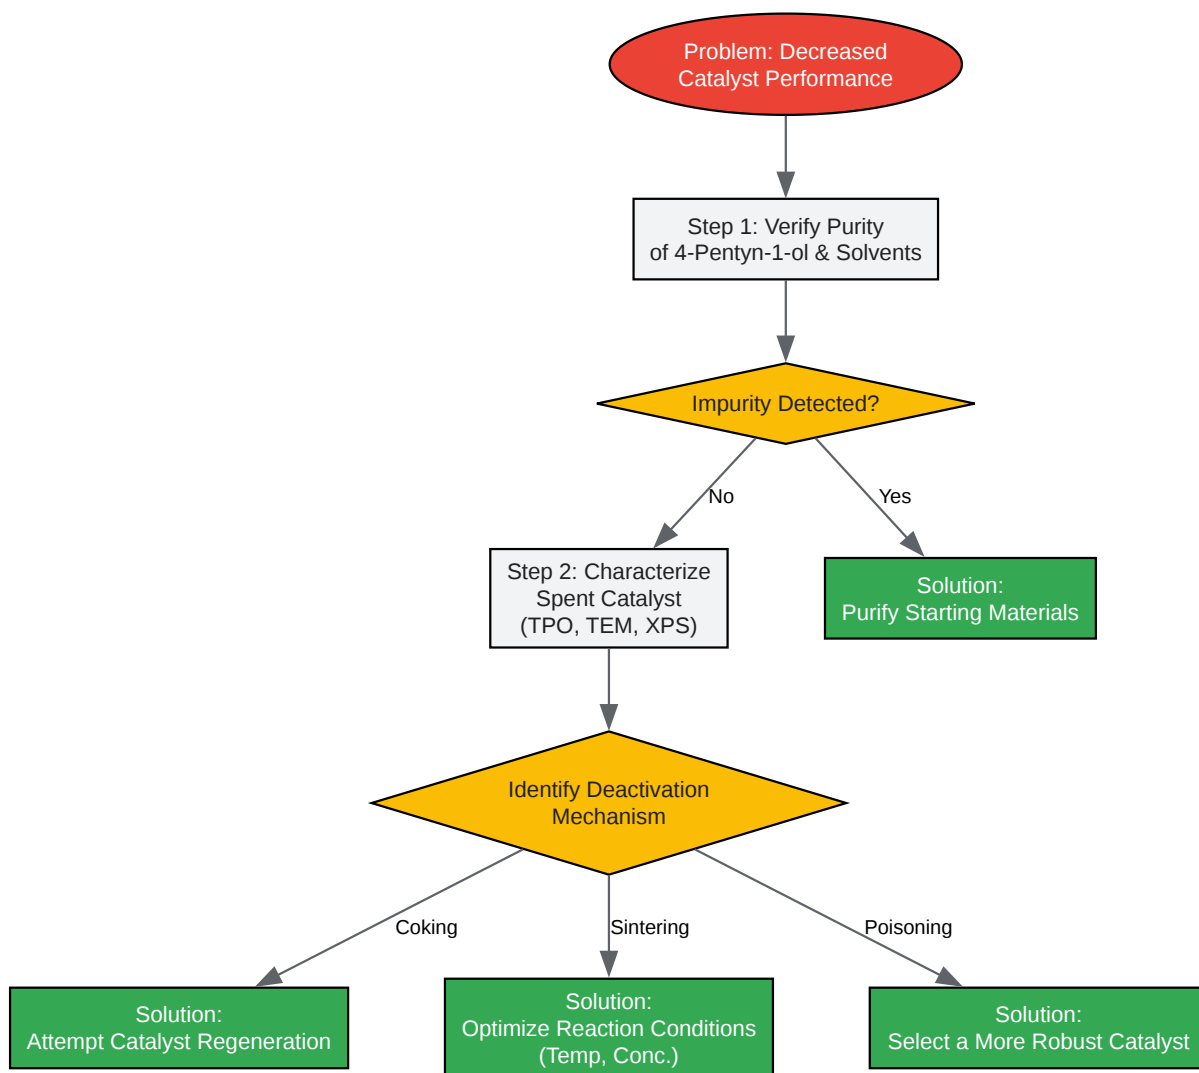 Problem: Decreased
Catalyst Performance
Step 1: Verify Purity
of 4-Pentyn-1-ol & Solvents
Impurity Detected?
No
Yes
Step 2: Characterize
Spent Catalyst
(TPO, TEM, XPS)
Solution:
Purify Starting Materials
Identify Deactivation
Mechanism
Coking
Sintering
Poisoning
Solution:
Attempt Catalyst Regeneration
Solution:
Optimize Reaction Conditions
(Temp, Conc.)
Solution:
Select a More Robust Catalyst